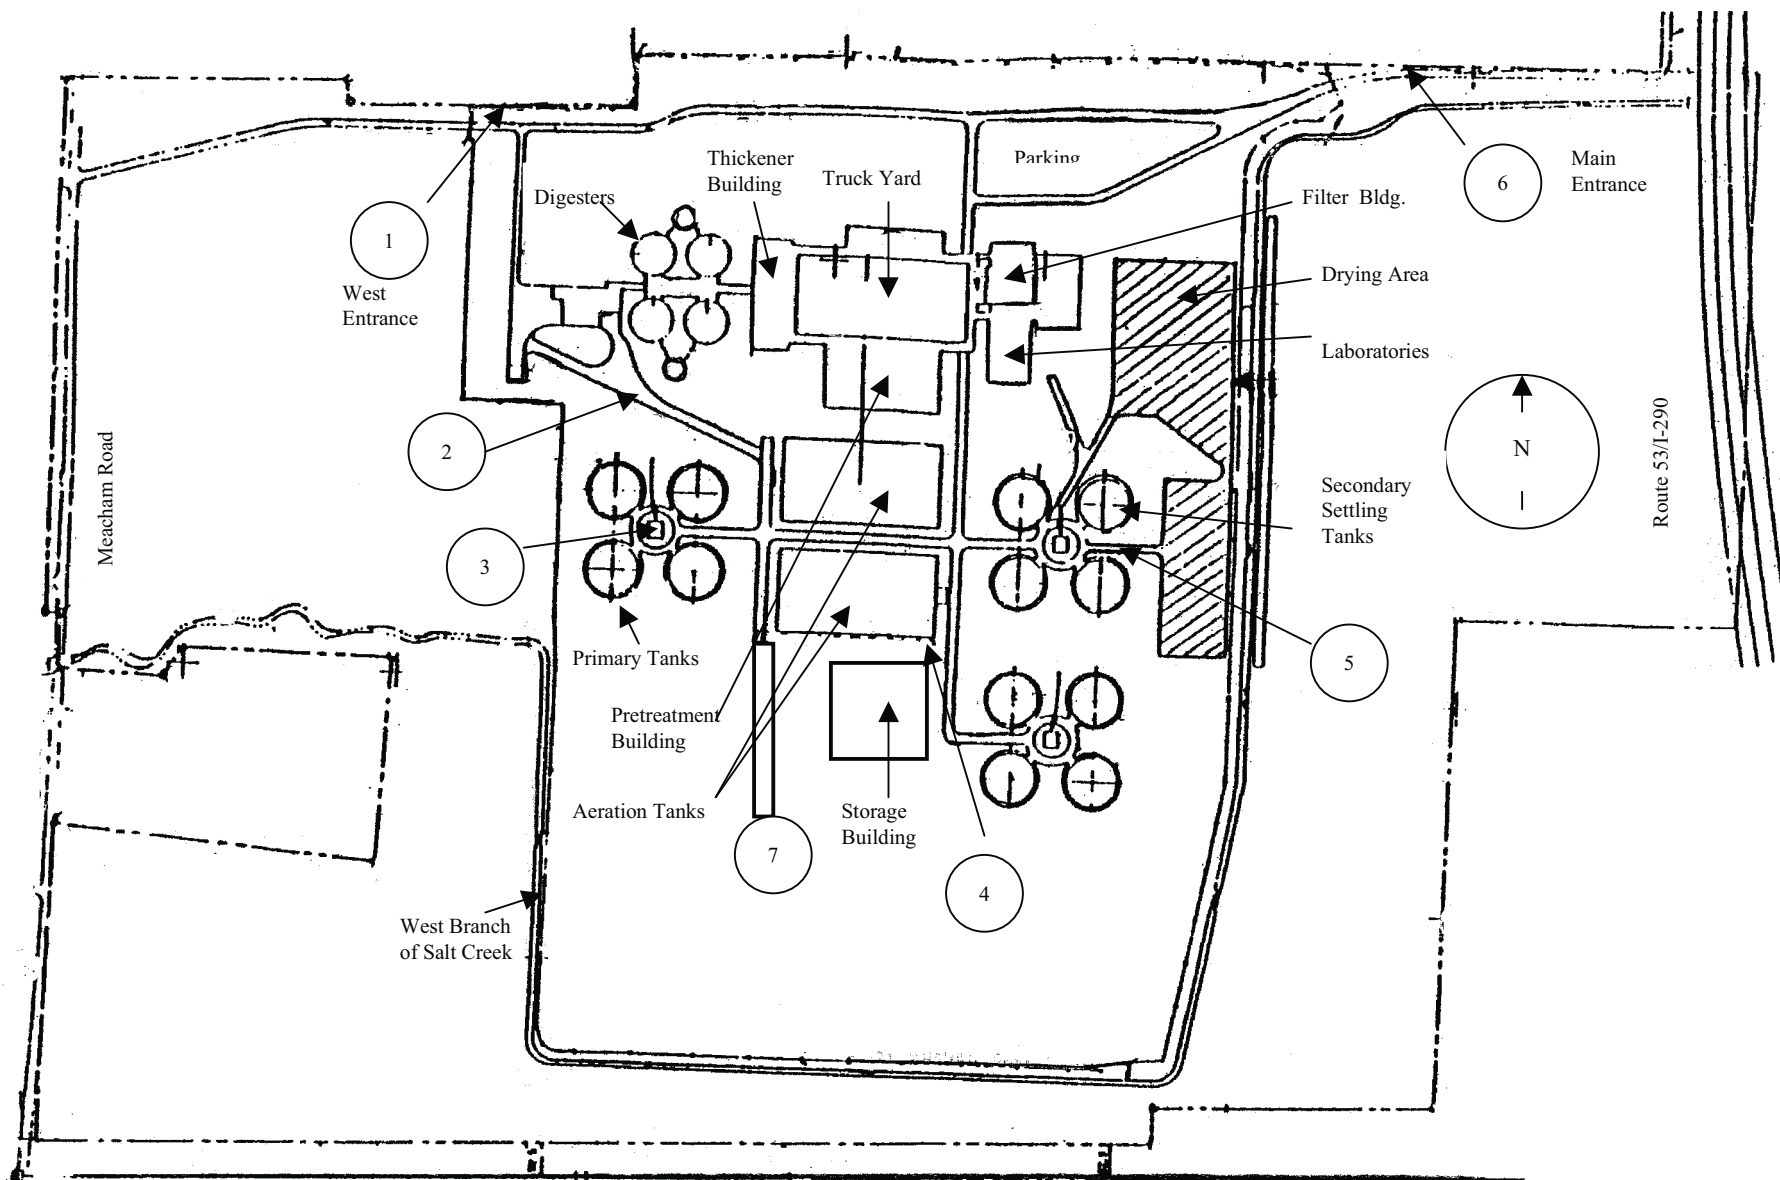 Thickener
Building
Truck Yard
Parking
6
Main
Entrance
Digesters
Filter Bldg.
1
West
Entrance
Drying Area
Laboratories
2
N
Meacham Road
Route 53/I-290
Secondary
Settling
Tanks
3
Primary Tanks
5
Pretreatment
Building
Aeration Tanks
Storage
Building
7
4
West Branch
of Salt Creek